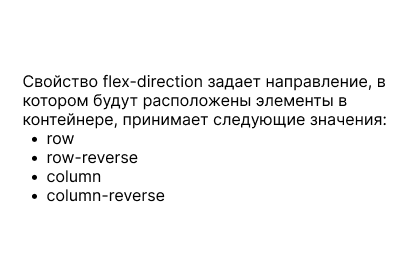 Свойство flex-direction задает направление, в
котором будут расположены элементы в
контейнере, принимает следующие значения:
• row
• row-reverse
• column
• column-reverse